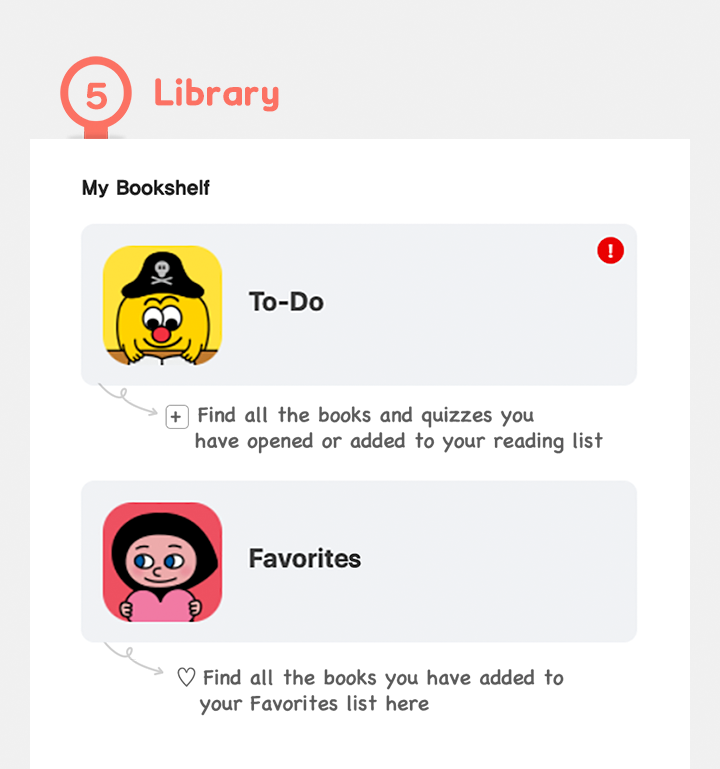 5 Library
My Bookshelf
!
To-Do
+ Find all the books and quizzes you
have opened or added to your reading list
Favorites
♡ Find all the books you have added to
your Favorites list here